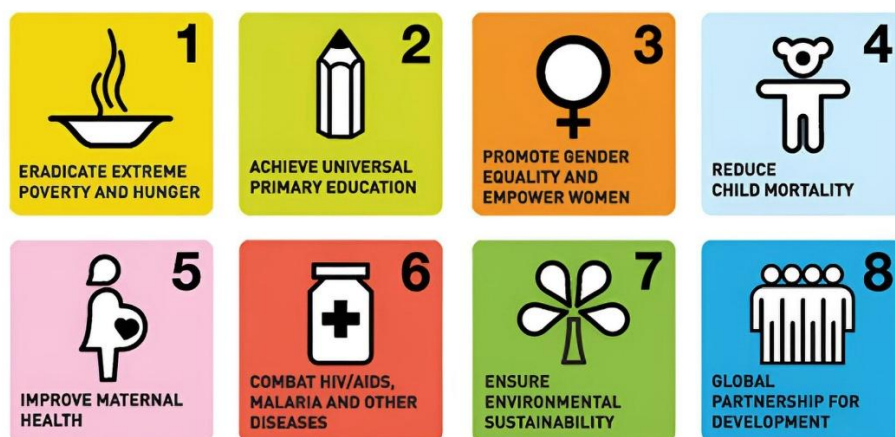 1
ERADICATE EXTREME
POVERTY AND HUNGER
2
ACHIEVE UNIVERSAL
PRIMARY EDUCATION
3
PROMOTE GENDER
EQUALITY AND
EMPOWER WOMEN
4
REDUCE
CHILD MORTALITY
5
IMPROVE MATERNAL
HEALTH
6
COMBAT HIV/AIDS,
MALARIA AND OTHER
DISEASES
7
ENSURE
ENVIRONMENTAL
SUSTAINABILITY
8
GLOBAL
PARTNERSHIP FOR
DEVELOPMENT